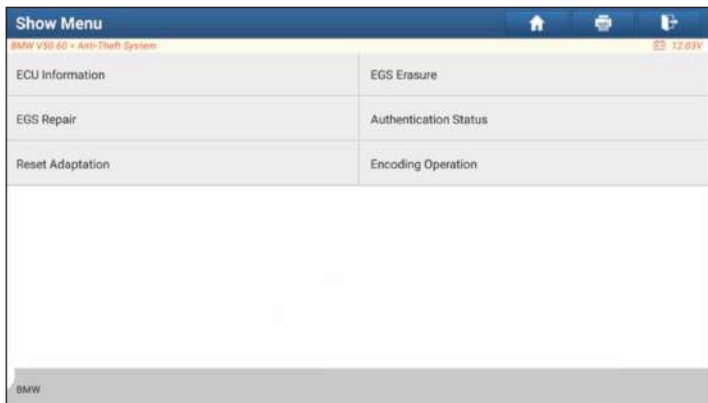 Show Menu
BMW V50.60 > Anti-Theft System
12.03V
ECU Information
EGS Erasure
EGS Repair
Authentication Status
Reset Adaptation
Encoding Operation
BMW